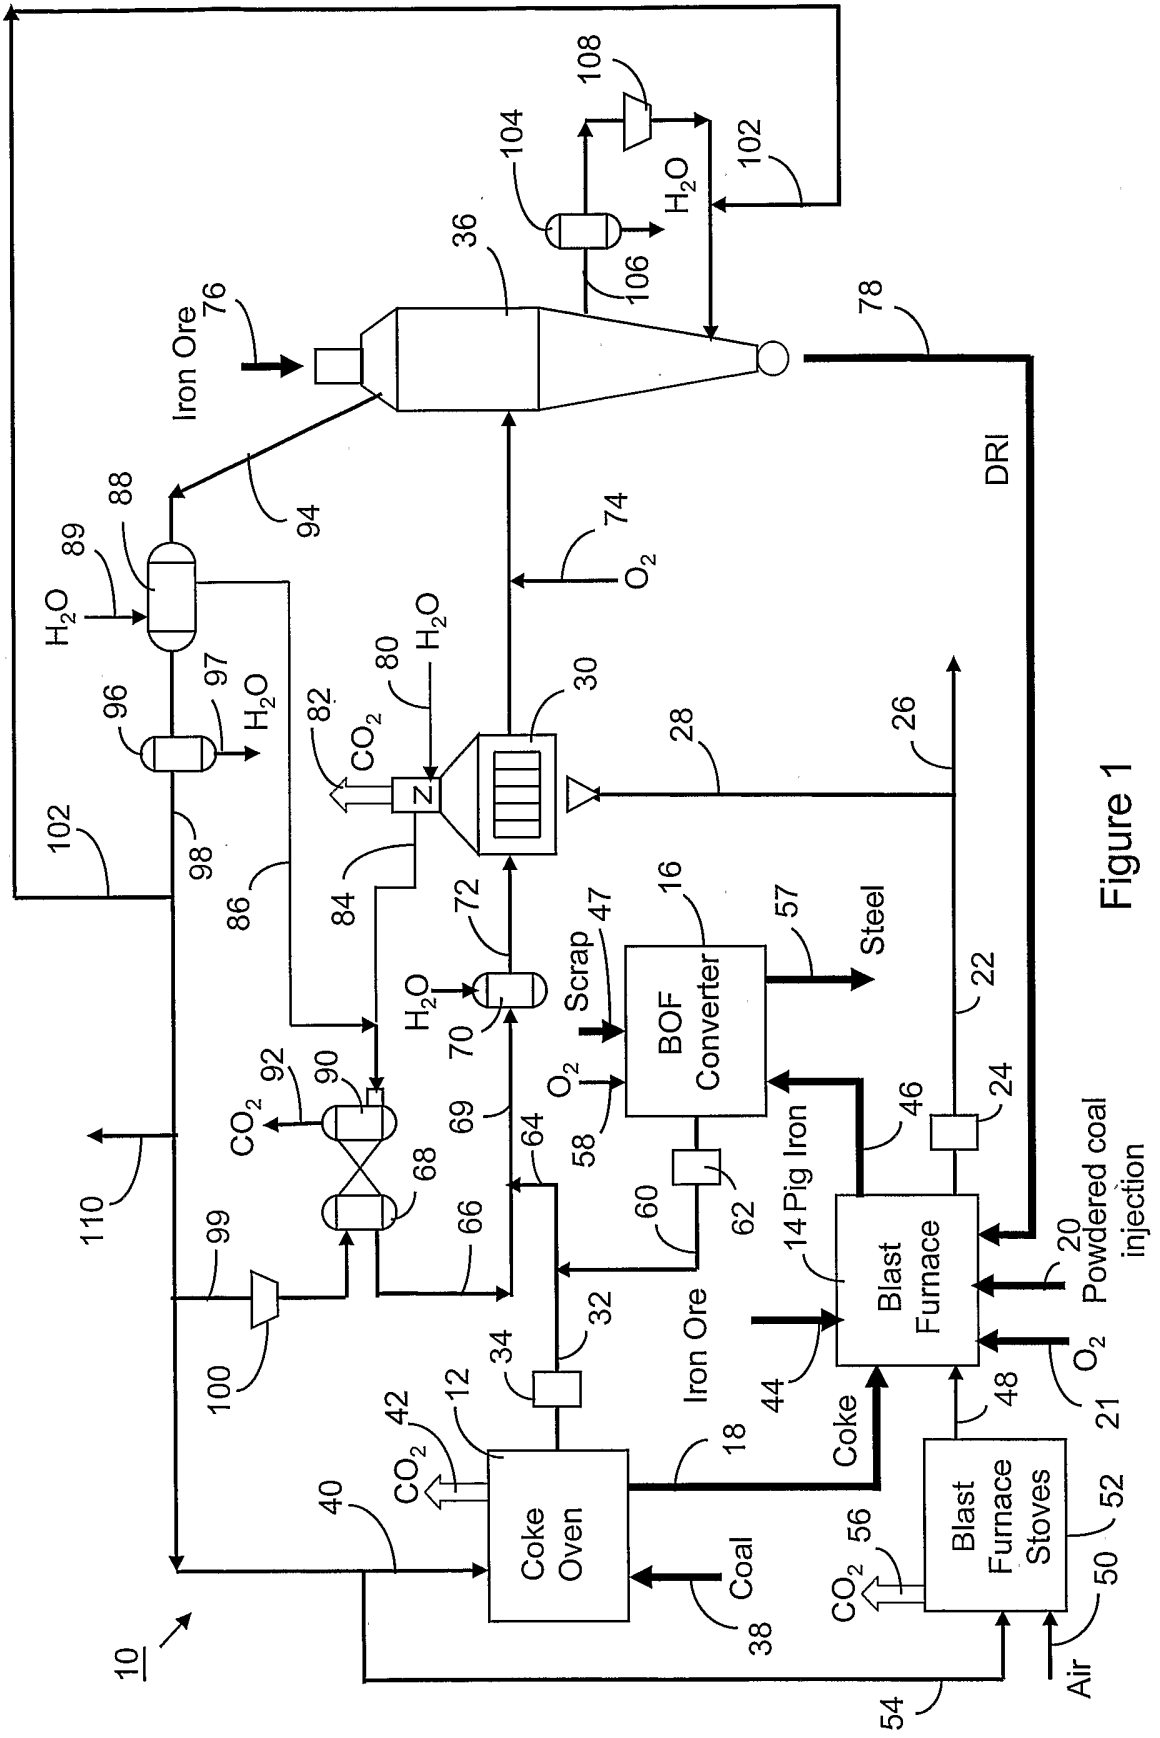 10
110
102
100
99
98
96
97
H₂O
H₂O
89
88
86
Iron Ore
76
94
CO₂
92
90
68
66
84
82
CO₂
80
H₂O
40
CO₂
42
12
Coke
Oven
34
32
64
69
70
H₂O
72
30
36
104
108
106
H₂O
102
74
O₂
58
O₂
Scrap
47
60
62
BOF
Converter
16
57
Steel
28
38
Coal
18
Coke
44
Iron Ore
14
Pig Iron
Blast
Furnace
46
54
CO₂
56
Air
50
Blast
Furnace
Stoves
52
48
21
O₂
20
Powdered coal
injection
24
22
26
DRI
78
Figure 1